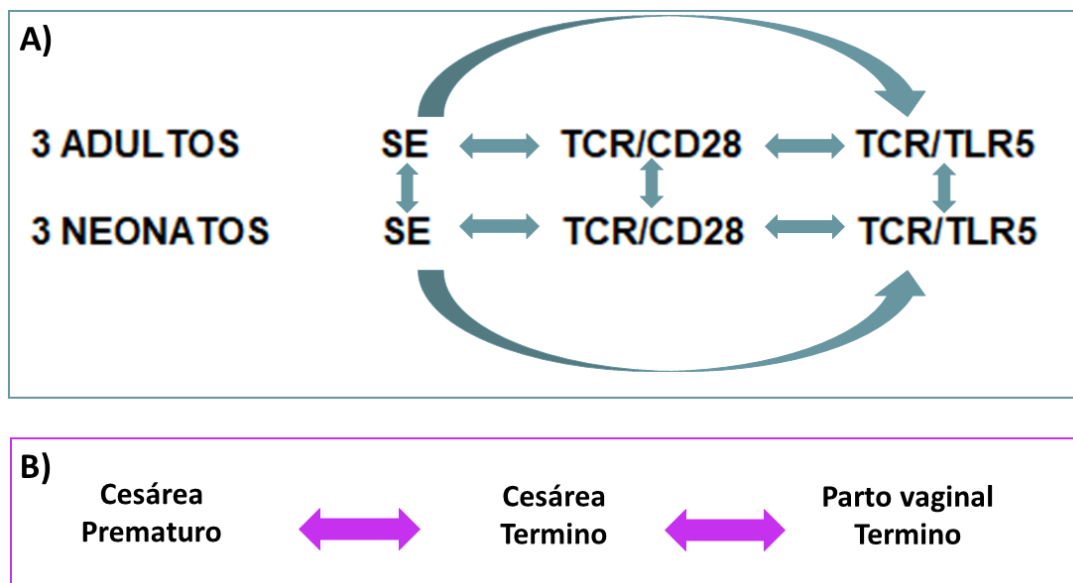 A)
3 ADULTOS SE TCR/CD28 TCR/TLR5
3 NEONATOS SE TCR/CD28 TCR/TLR5
B)
Cesárea Cesárea Parto vaginal
Prematuro Termino Termino